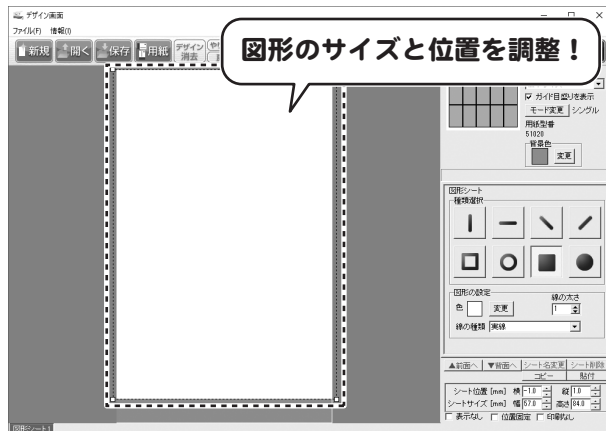 デザイン画面
ファイル(F) 情報(I)
新規 開く 保存 用紙 デザイン消去
図形のサイズと位置を調整!
ガイド目盛りを表示
モード変更 シングル
用紙型番
51028
背景色
変更
図形シート
種類選択
図形の設定
色 変更 線の太さ 1
線の種類 実線
▲前面へ ▼背面へ シート名変更 シート削除
コピー 貼付
シート位置 [mm] 横 -1.0 縦 1.0
シートサイズ [mm] 幅 57.0 高さ 84.0
表示なし 位置固定 印刷なし
図形シート1